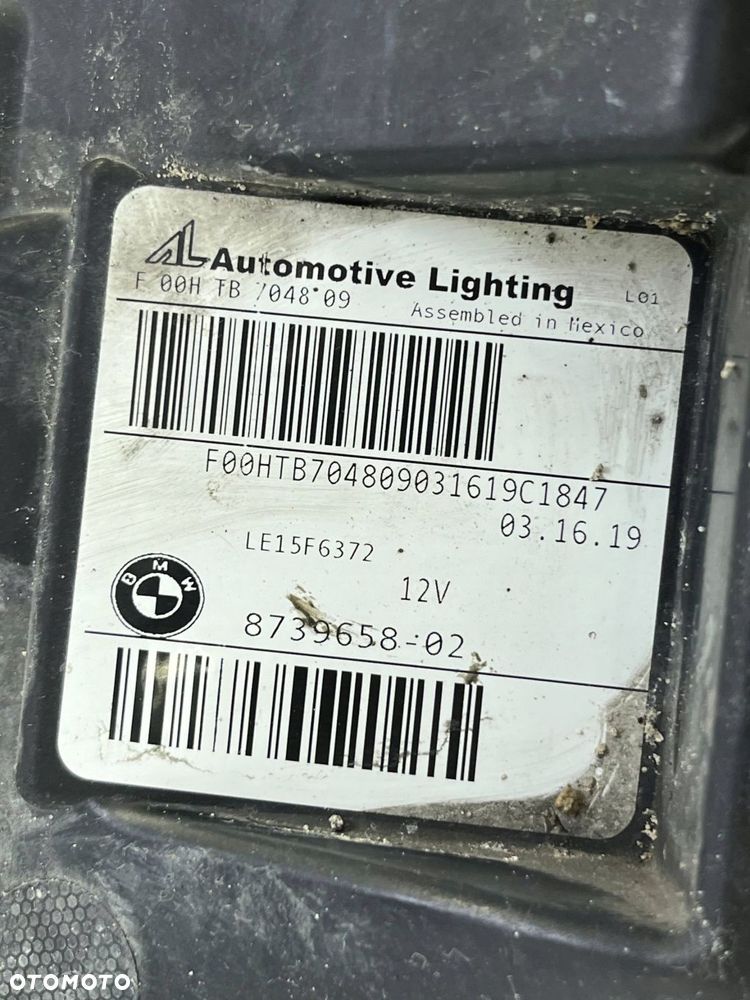 AL Automotive Lighting
F 00H TB 7048 09
L01
Assembled in Mexico
F00HTB704809031619C1847
03.16.19
LE15F6372
12V
BMW
8739658-02
OTOMOTO